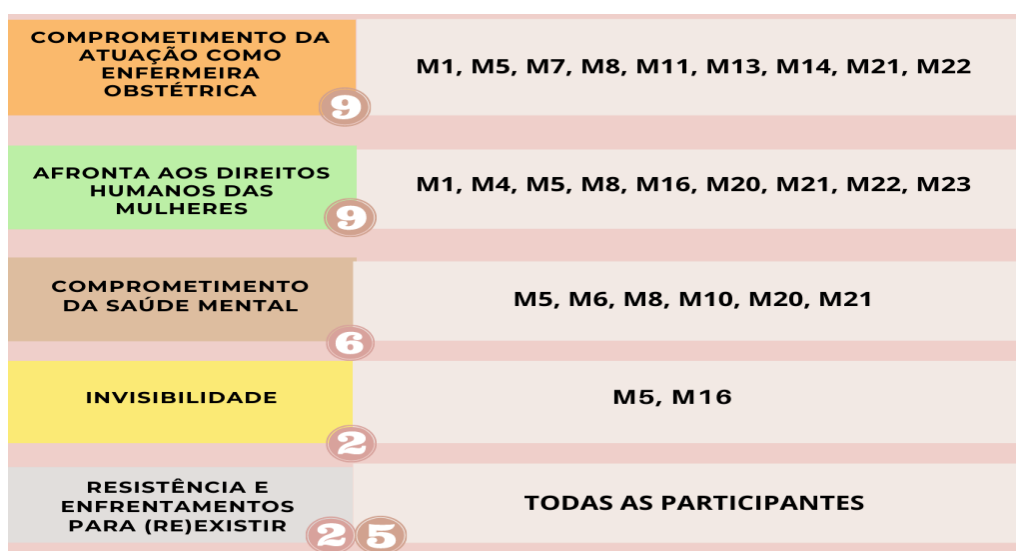 COMPROMETIMENTO DA
ATUAÇÃO COMO
ENFERMEIRA
OBSTÉTRICA
9
M1, M5, M7, M8, M11, M13, M14, M21, M22
AFRONTA AOS DIREITOS
HUMANOS DAS
MULHERES
9
M1, M4, M5, M8, M16, M20, M21, M22, M23
COMPROMETIMENTO
DA SAÚDE MENTAL
6
M5, M6, M8, M10, M20, M21
INVISIBILIDADE
2
M5, M16
RESISTÊNCIA E
ENFRENTAMENTOS
PARA (RE)EXISTIR
25
TODAS AS PARTICIPANTES